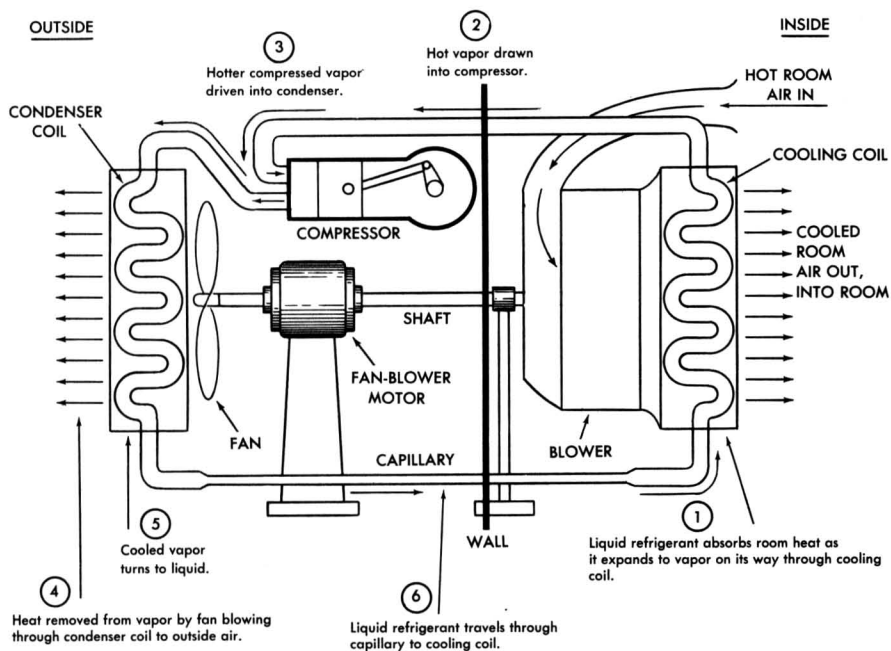 OUTSIDE
INSIDE
3
Hotter compressed vapor
driven into condenser.
2
Hot vapor drawn
into compressor.
HOT ROOM
AIR IN
CONDENSER
COIL
COOLING COIL
COMPRESSOR
COOLED
ROOM
AIR OUT,
INTO ROOM
SHAFT
FAN-BLOWER
MOTOR
FAN
BLOWER
CAPILLARY
WALL
5
Cooled vapor
turns to liquid.
4
Heat removed from vapor by fan blowing
through condenser coil to outside air.
6
Liquid refrigerant travels through
capillary to cooling coil.
1
Liquid refrigerant absorbs room heat as
it expands to vapor on its way through cooling
coil.